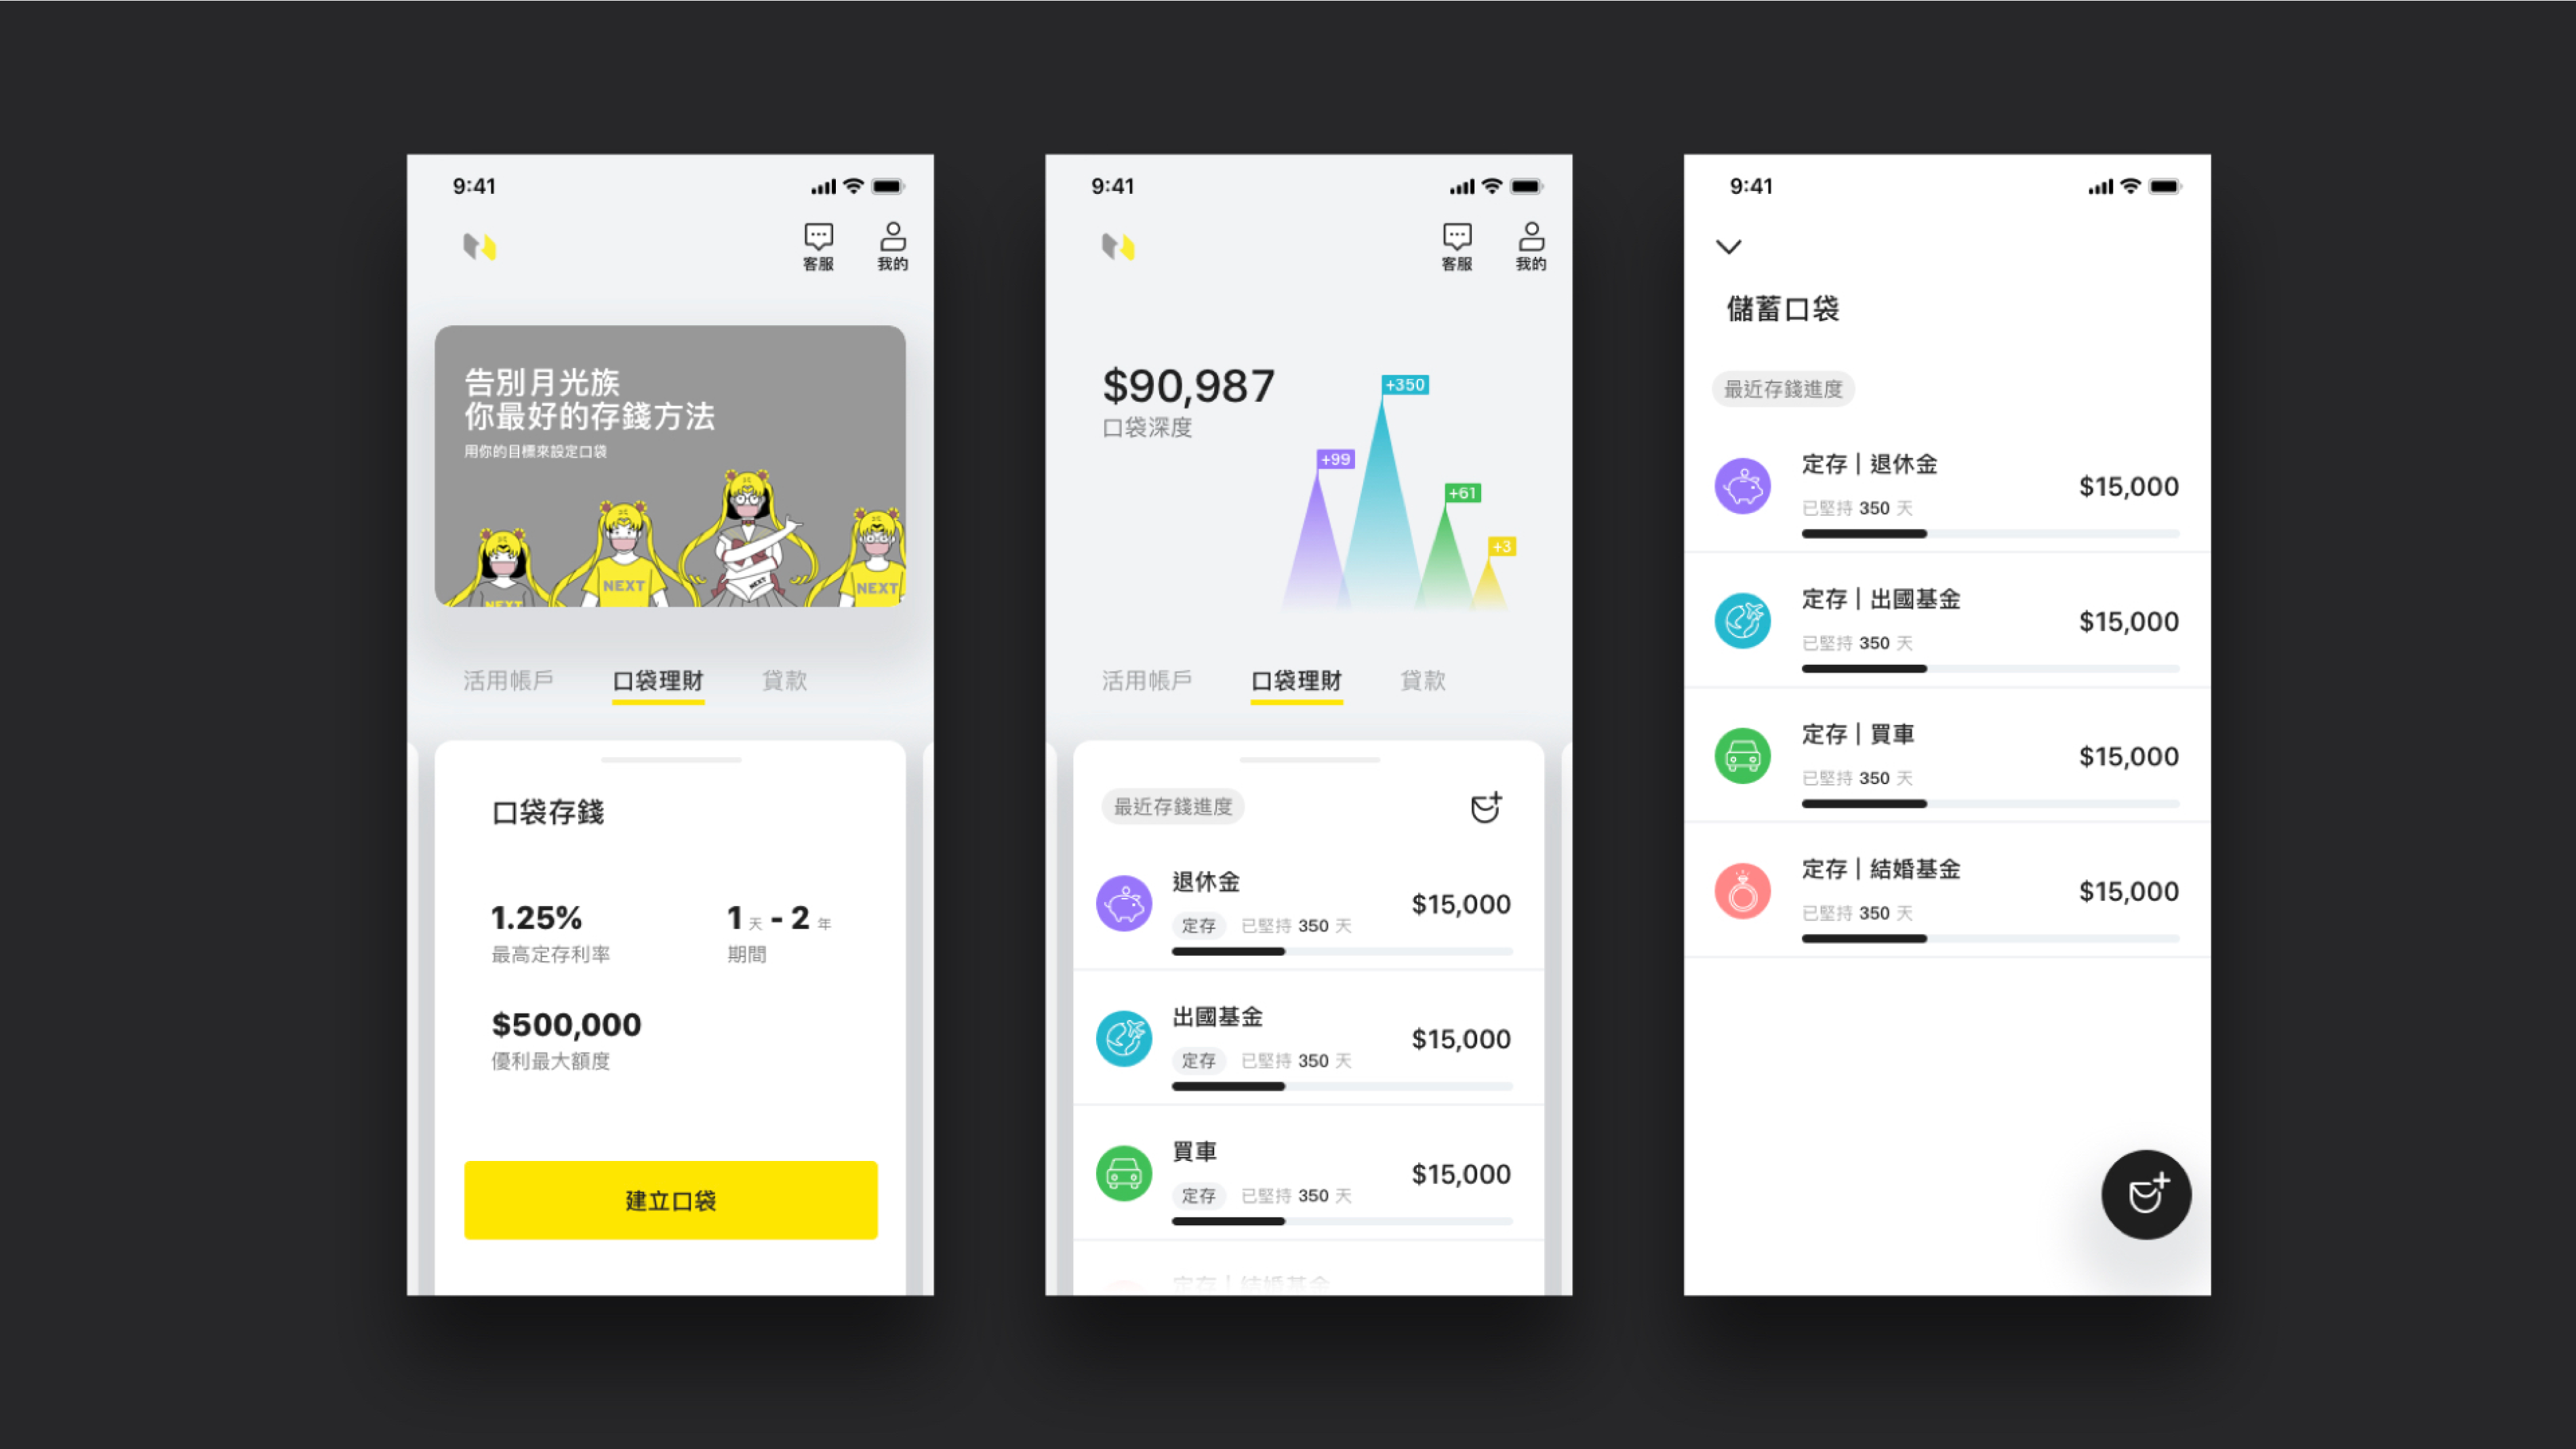 9:41
客服
我的
告別月光族
你最好的存錢方法
用你的目標來設定口袋
NEXT
NEXT
NEXT
NEXT
活用帳戶
口袋理財
貸款
口袋存錢
1.25%
最高定存利率
1 天 - 2 年
期間
$500,000
優利最大額度
建立口袋
9:41
客服
我的
$90,987
口袋深度
+350
+99
+61
+3
活用帳戶
口袋理財
貸款
最近存錢進度
退休金
$15,000
定存 已堅持 350 天
出國基金
$15,000
定存 已堅持 350 天
買車
$15,000
定存 已堅持 350 天
定存 | 結婚基金
9:41
儲蓄口袋
最近存錢進度
定存 | 退休金
$15,000
已堅持 350 天
定存 | 出國基金
$15,000
已堅持 350 天
定存 | 買車
$15,000
已堅持 350 天
定存 | 結婚基金
$15,000
已堅持 350 天